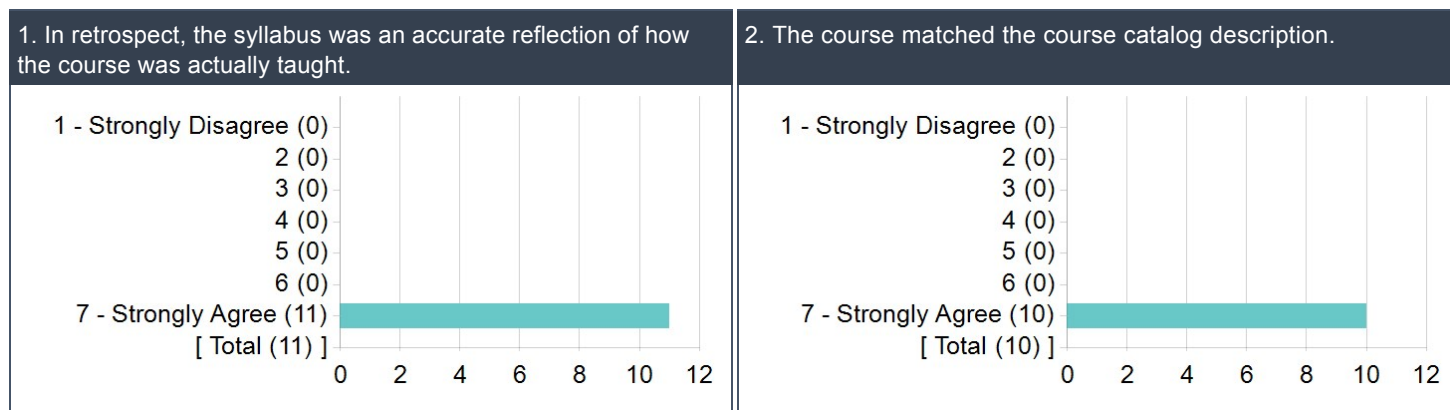 1. In retrospect, the syllabus was an accurate reflection of how
the course was actually taught.
1 - Strongly Disagree (0)
2 (0)
3 (0)
4 (0)
5 (0)
6 (0)
7 - Strongly Agree (11)
[ Total (11) ]
0 2 4 6 8 10 12
2. The course matched the course catalog description.
1 - Strongly Disagree (0)
2 (0)
3 (0)
4 (0)
5 (0)
6 (0)
7 - Strongly Agree (10)
[ Total (10) ]
0 2 4 6 8 10 12